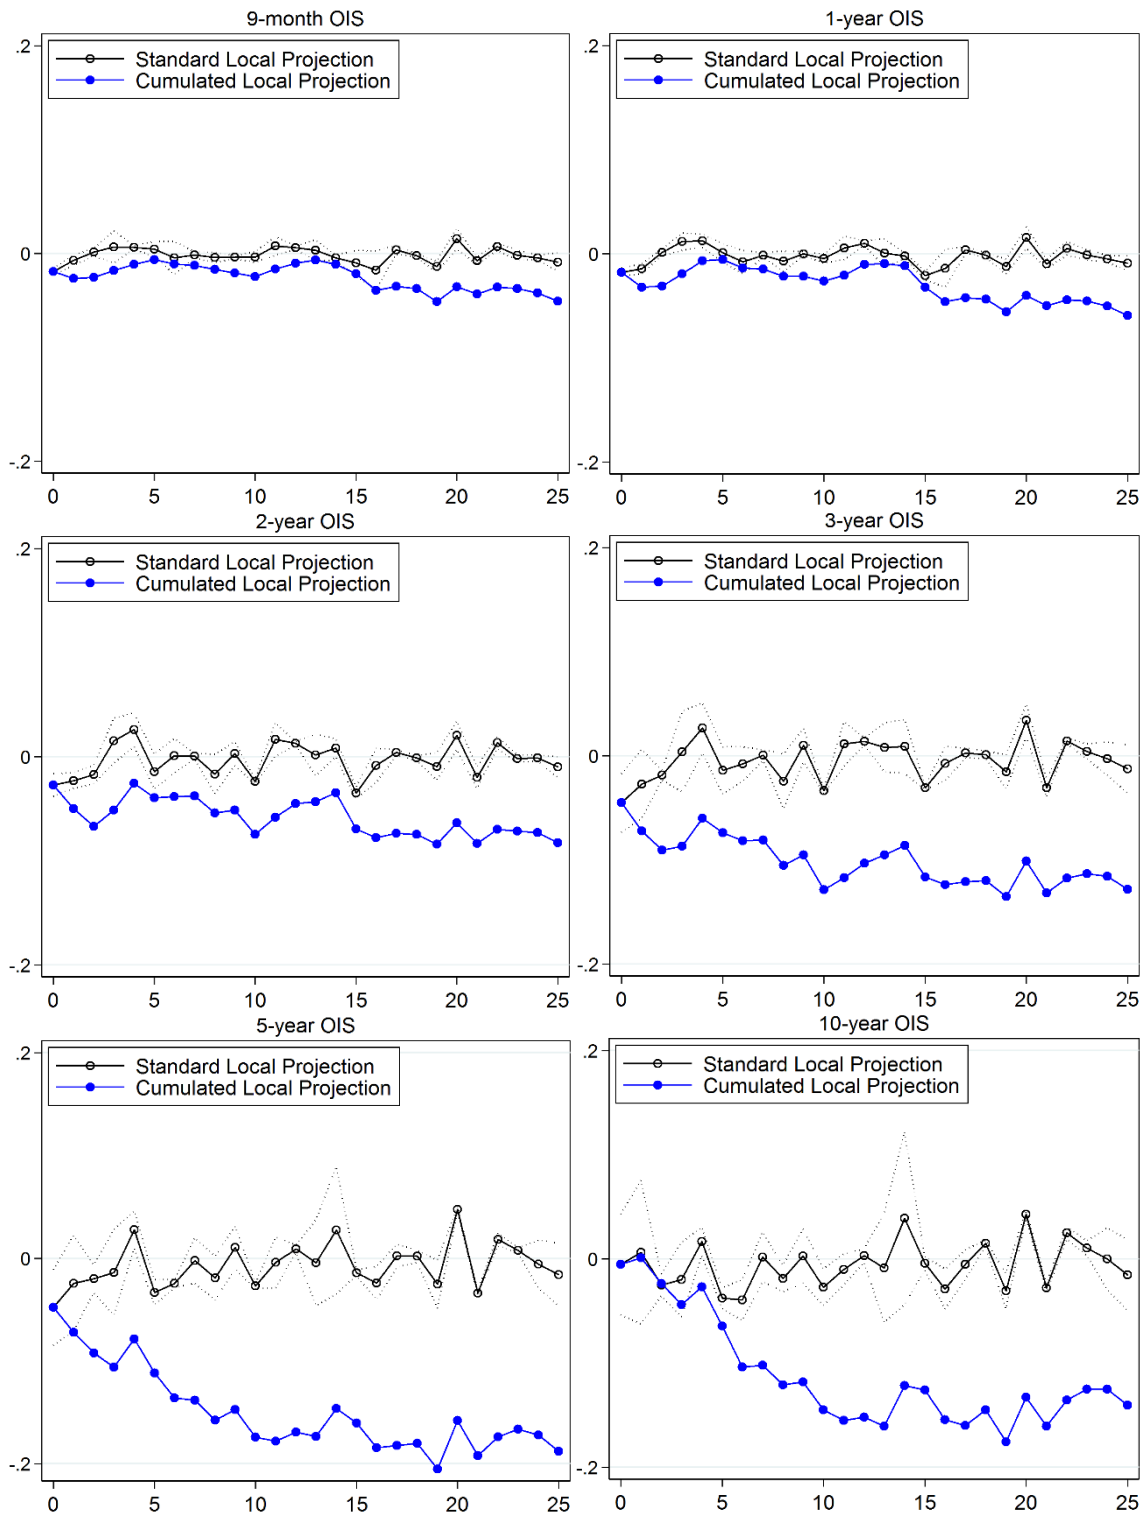 9-month OIS
Standard Local Projection
Cumulated Local Projection
.2
0
-.2
0 5 10 15 20 25
1-year OIS
Standard Local Projection
Cumulated Local Projection
.2
0
-.2
0 5 10 15 20 25
2-year OIS
Standard Local Projection
Cumulated Local Projection
.2
0
-.2
0 5 10 15 20 25
3-year OIS
Standard Local Projection
Cumulated Local Projection
.2
0
-.2
0 5 10 15 20 25
5-year OIS
Standard Local Projection
Cumulated Local Projection
.2
0
-.2
0 5 10 15 20 25
10-year OIS
Standard Local Projection
Cumulated Local Projection
.2
0
-.2
0 5 10 15 20 25